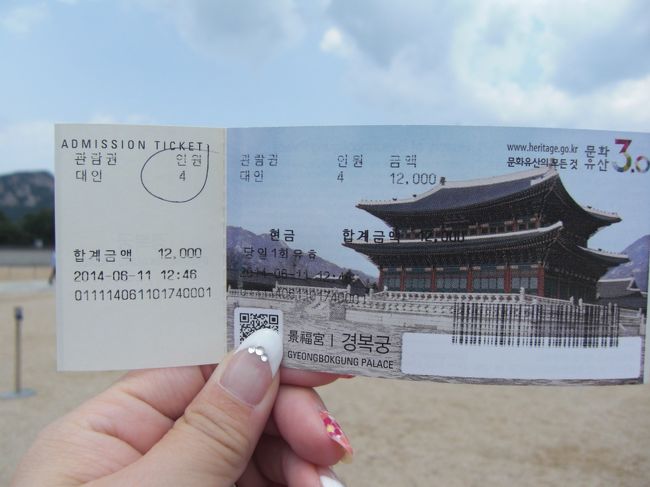 ADMISSION TICKET
관람권 인원
대인 4
합계금액 12,000
2014-06-11 12:46
0111140611017400​01
관람권 인원 금액
대인 4 12,000
www.heritage.go.kr
문화유산의 모든 것
문화
유산 3.0
현금 합계금액 12,000
당일1회유효
2014-06-11 12:46
景福宮 | 경복궁
GYEONGBOKGUNG PALACE